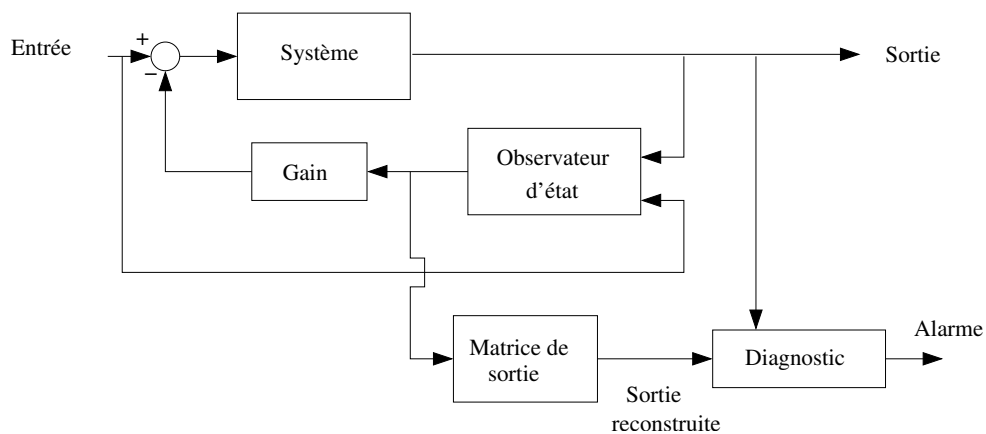 Entrée
+
−
Système
Sortie
Gain
Observateur
d'état
Matrice de
sortie
Sortie
reconstruite
Diagnostic
Alarme